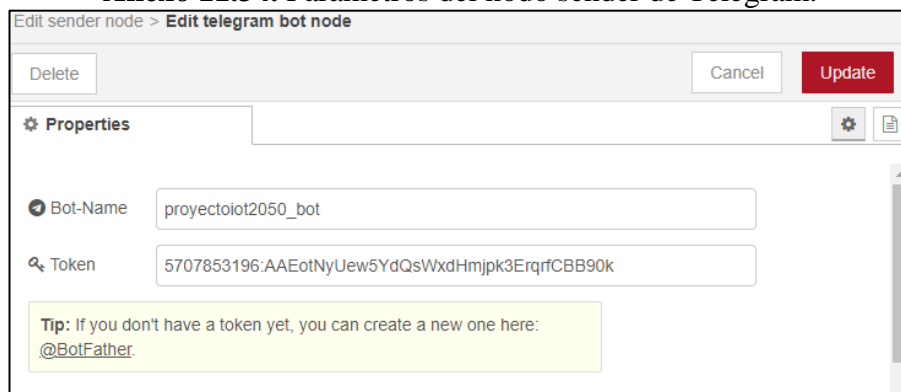 Edit sender node > Edit telegram bot node
Delete
Cancel
Update
Properties
Bot-Name
proyectoiot2050_bot
Token
5707853196:AAEotNyUew5YdQsWxdHmjpk3ErqrfCBB90k
Tip: If you don't have a token yet, you can create a new one here:
@BotFather.